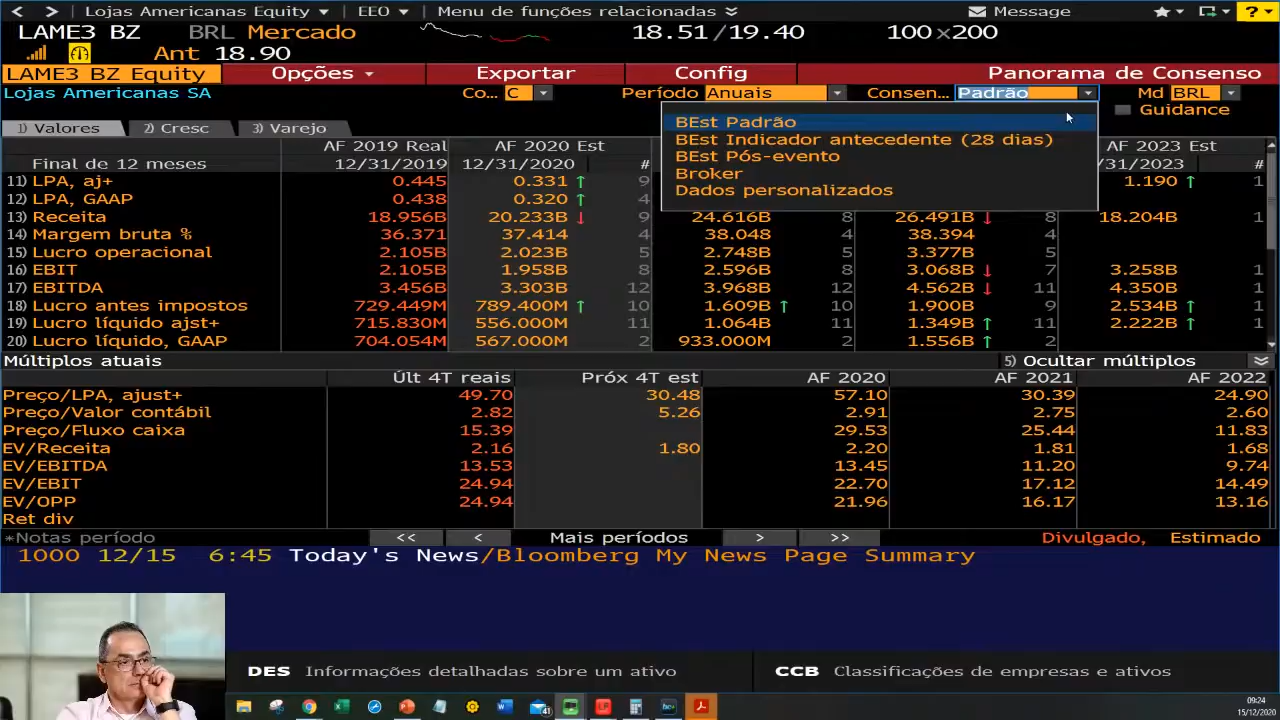 Lojas Americanas Equity EEO Menu de funções relacionadas Message ?
LAME3 BZ BRL Mercado 18.51/19.40 100×200
Ant 18.90
LAME3 BZ Equity Opções Exportar Config Panorama de Consenso
Lojas Americanas SA Co... C Período Anuais Consen... Padrão Md BRL
Guidance
1) Valores 2) Cresc 3) Varejo
BEst Padrão
BEst Indicador antecedente (28 dias)
BEst Pós-evento
Broker
Dados personalizados
AF 2019 Real AF 2020 Est AF 2023 Est
Final de 12 meses 12/31/2019 12/31/2020 # /31/2023 #
11) LPA, aj+ 0.445 0.331 ↑ 9 1.190 ↑ 1
12) LPA, GAAP 0.438 0.320 ↑ 4
13) Receita 18.956B 20.233B ↓ 9 24.616B 8 26.491B ↓ 8 18.204B 1
14) Margem bruta % 36.371 37.414 4 38.048 4 38.394 4
15) Lucro operacional 2.105B 2.023B 5 2.748B 5 3.377B 5
16) EBIT 2.105B 1.958B 8 2.596B 8 3.068B ↓ 7 3.258B 1
17) EBITDA 3.456B 3.303B 12 3.968B 12 4.562B ↓ 11 4.350B 1
18) Lucro antes impostos 729.449M 789.400M ↑ 10 1.609B ↑ 10 1.900B 9 2.534B ↑ 1
19) Lucro líquido ajst+ 715.830M 556.000M 11 1.064B 11 1.349B ↑ 11 2.222B ↑ 1
20) Lucro líquido, GAAP 704.054M 567.000M 2 933.000M 2 1.556B ↑ 2
Múltiplos atuais 5) Ocultar múltiplos
Últ 4T reais Próx 4T est AF 2020 AF 2021 AF 2022
Preço/LPA, ajust+ 49.70 30.48 57.10 30.39 24.90
Preço/Valor contábil 2.82 5.26 2.91 2.75 2.60
Preço/Fluxo caixa 15.39 29.53 25.44 11.83
EV/Receita 2.16 1.80 2.20 1.81 1.68
EV/EBITDA 13.53 13.45 11.20 9.74
EV/EBIT 24.94 22.70 17.12 14.49
EV/OPP 24.94 21.96 16.17 13.16
Ret div
*Notas período << < Mais períodos > >> Divulgado, Estimado
1000 12/15 6:45 Today's News/Bloomberg My News Page Summary
DES Informações detalhadas sobre um ativo CCB Classificações de empresas e ativos
09:24
15/12/2020